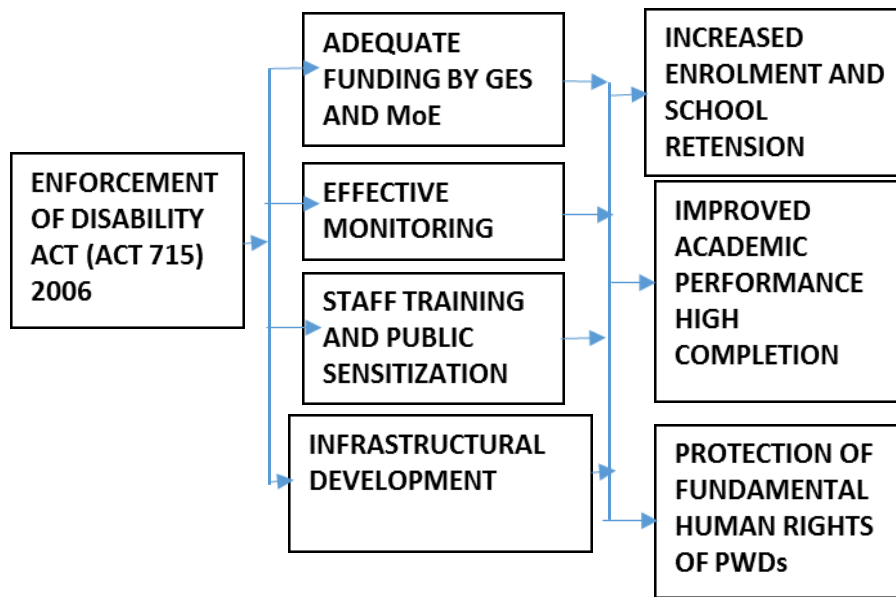 ENFORCEMENT
OF DISABILITY
ACT (ACT 715)
2006
ADEQUATE
FUNDING BY GES
AND MoE
EFFECTIVE
MONITORING
STAFF TRAINING
AND PUBLIC
SENSITIZATION
INFRASTRUCTURAL
DEVELOPMENT
INCREASED
ENROLMENT AND
SCHOOL
RETENSION
IMPROVED
ACADEMIC
PERFORMANCE
HIGH
COMPLETION
PROTECTION OF
FUNDAMENTAL
HUMAN RIGHTS
OF PWDs